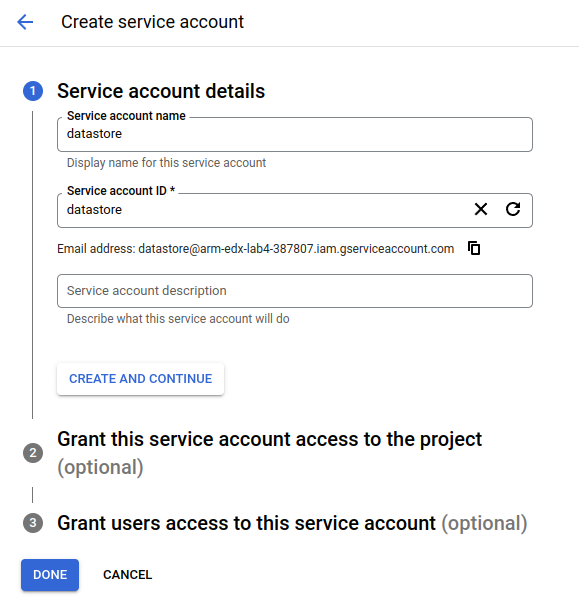 Create service account
1 Service account details
Service account name
datastore
Display name for this service account
Service account ID *
datastore
Email address: datastore@arm-edx-lab4-387807.iam.gserviceaccount.com
Service account description
Describe what this service account will do
CREATE AND CONTINUE
2 Grant this service account access to the project
(optional)
3 Grant users access to this service account (optional)
DONE CANCEL